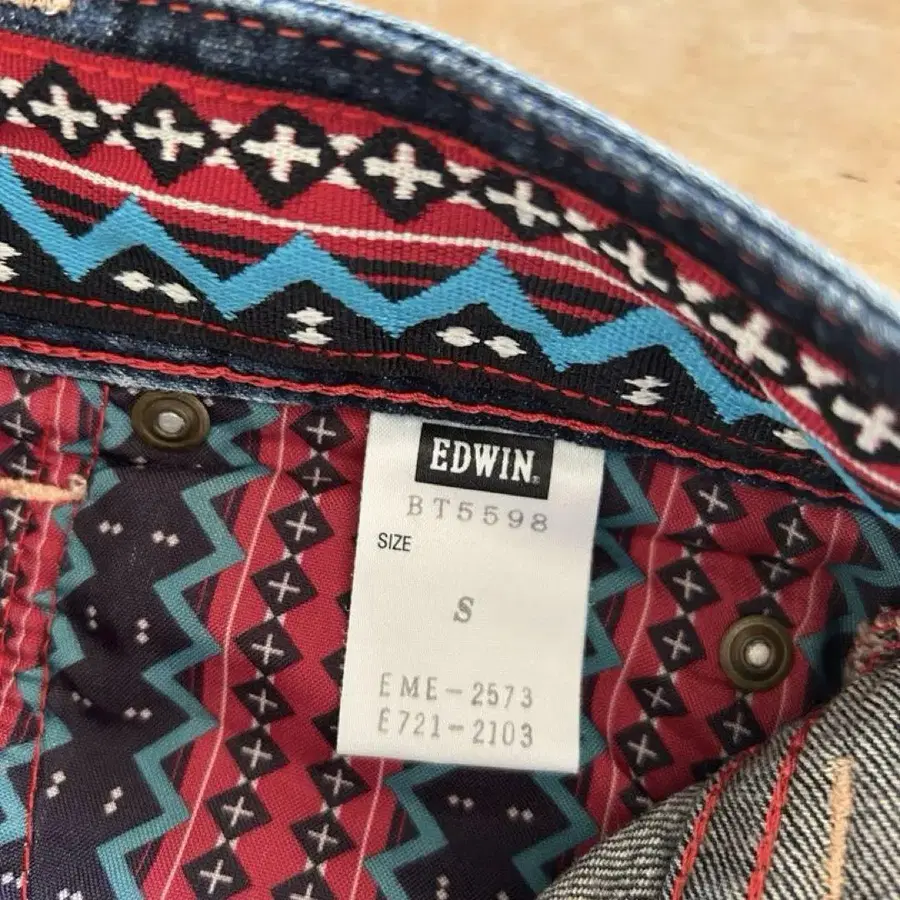 EDWIN.
BT5598
SIZE
S
EME-2573
E721-2103